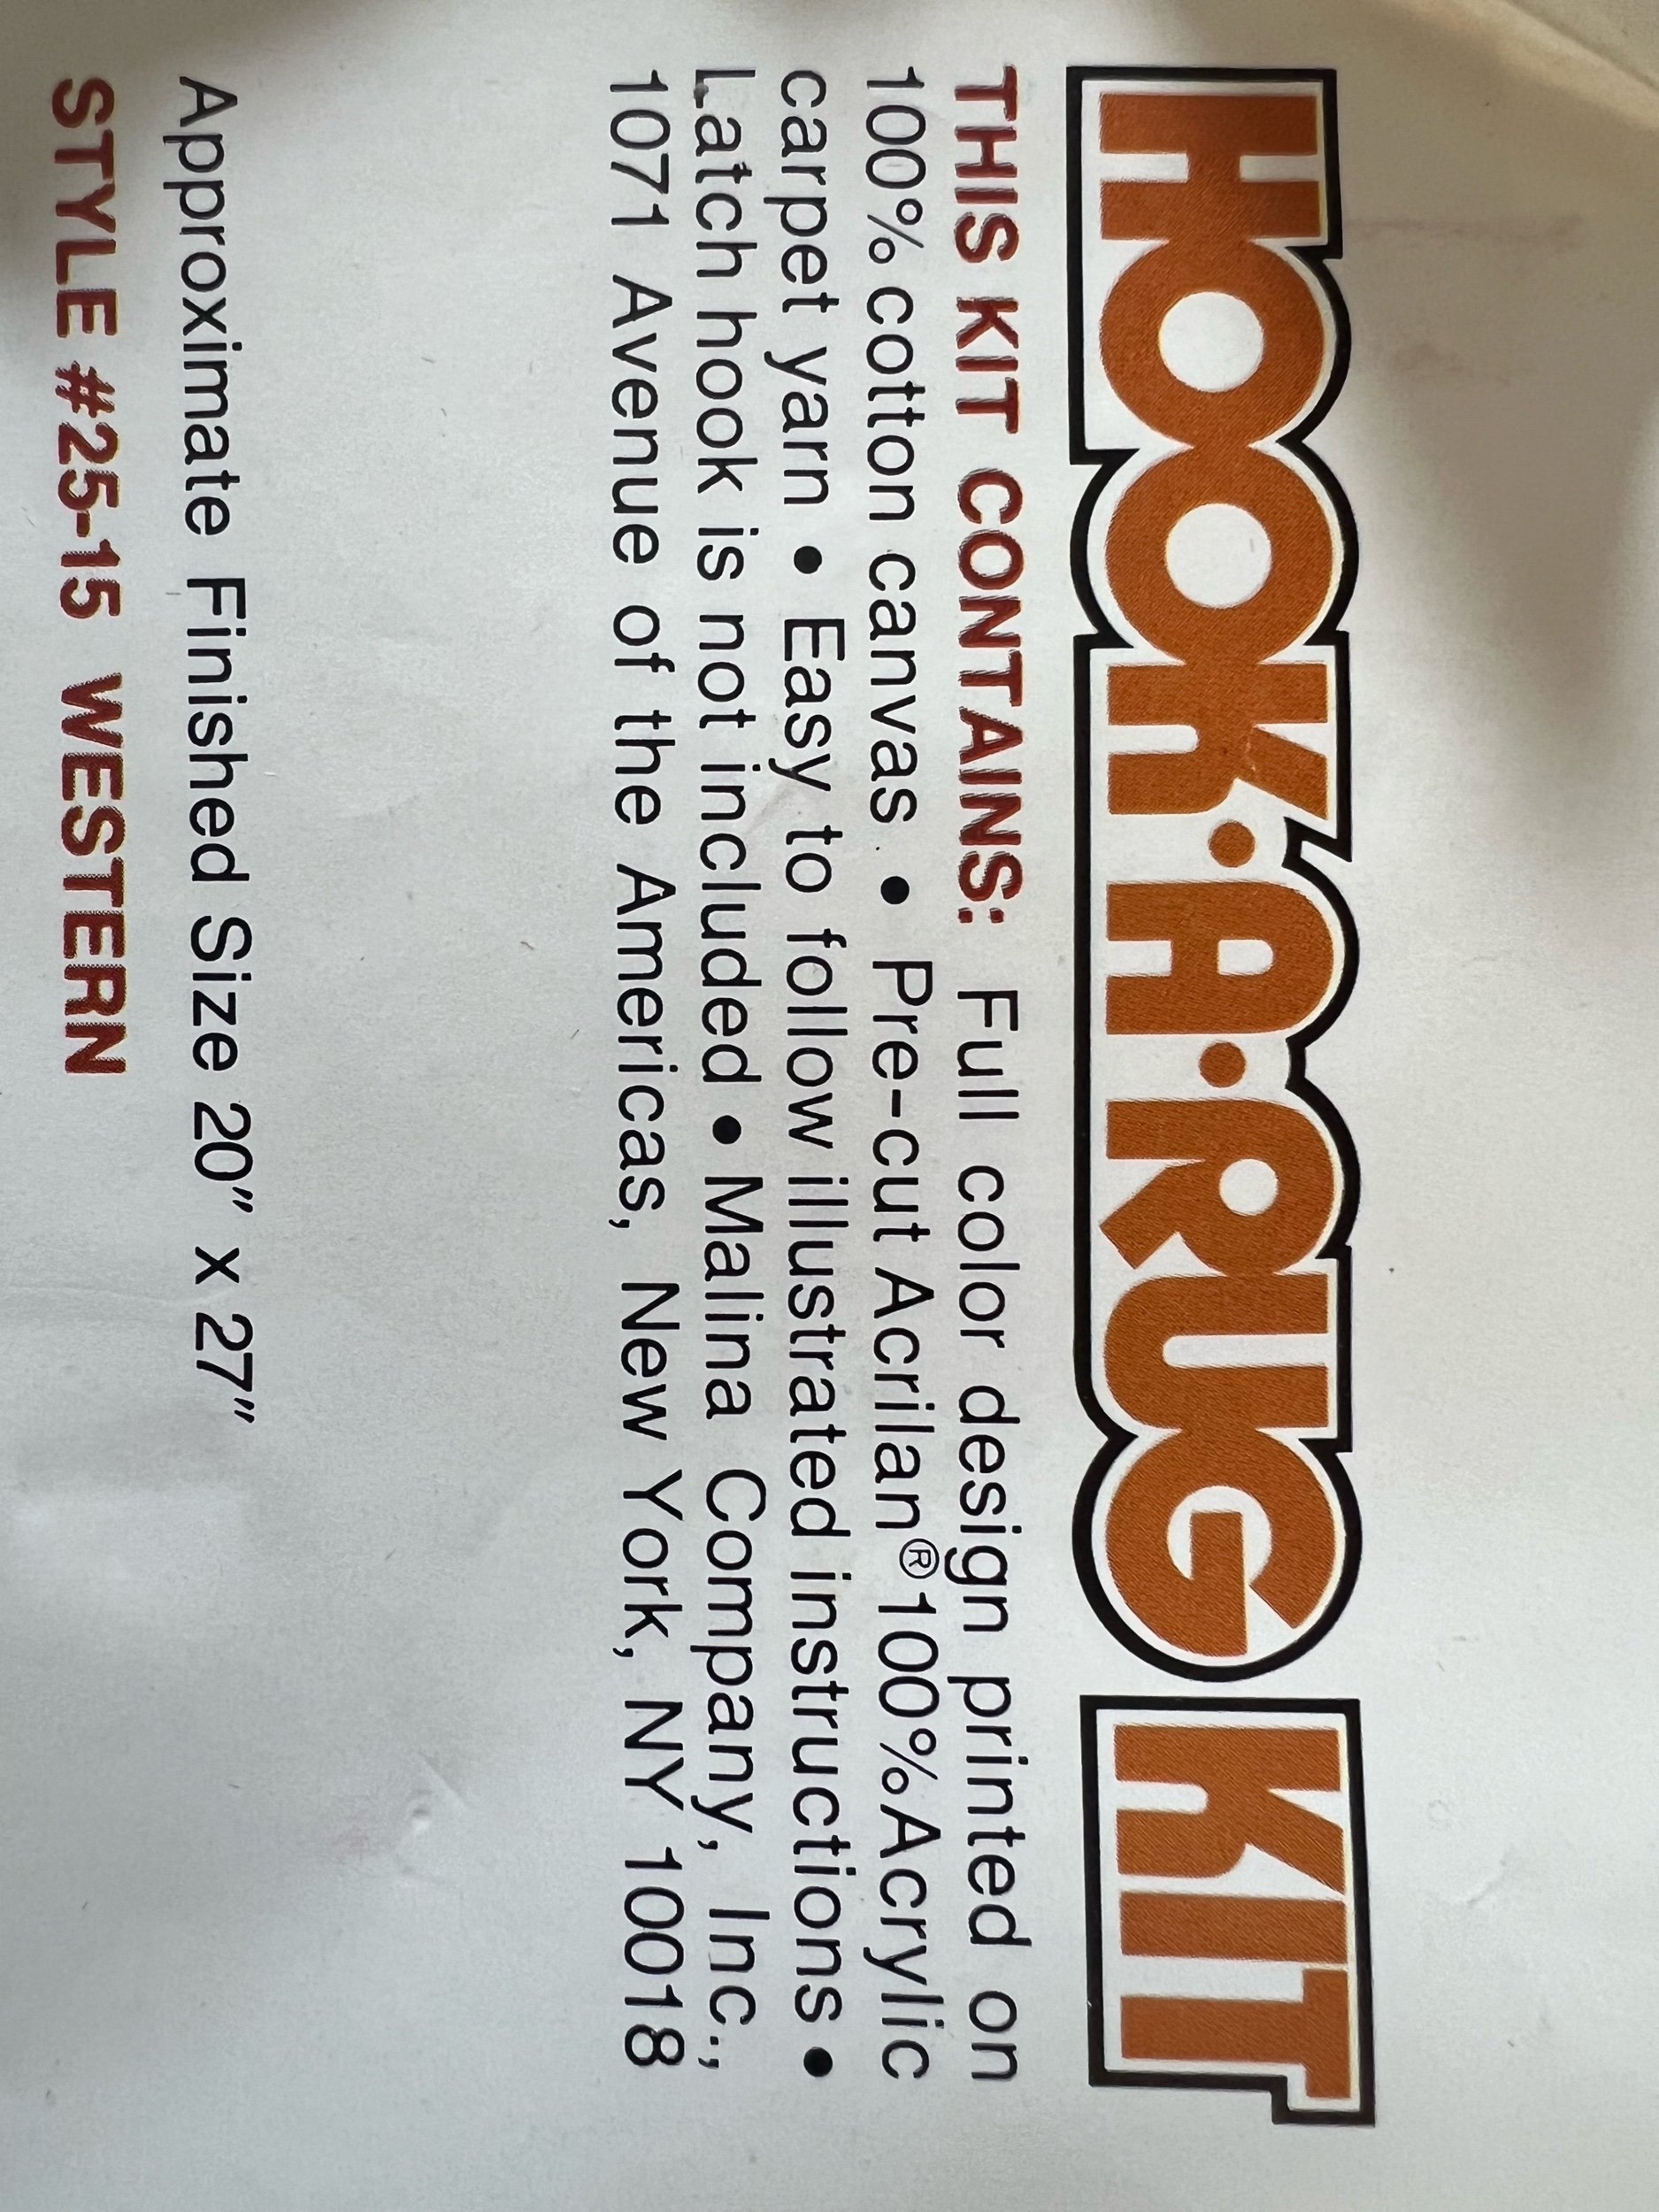 HOOK•A•RUG KIT
THIS KIT CONTAINS: Full color design printed on
100% cotton canvas • Pre-cut Acrilan® 100% Acrylic
carpet yarn • Easy to follow illustrated instructions •
Latch hook is not included • Malina Company, Inc.,
1071 Avenue of the Americas, New York, NY 10018
Approximate Finished Size 20" x 27"
STYLE #25-15 WESTERN